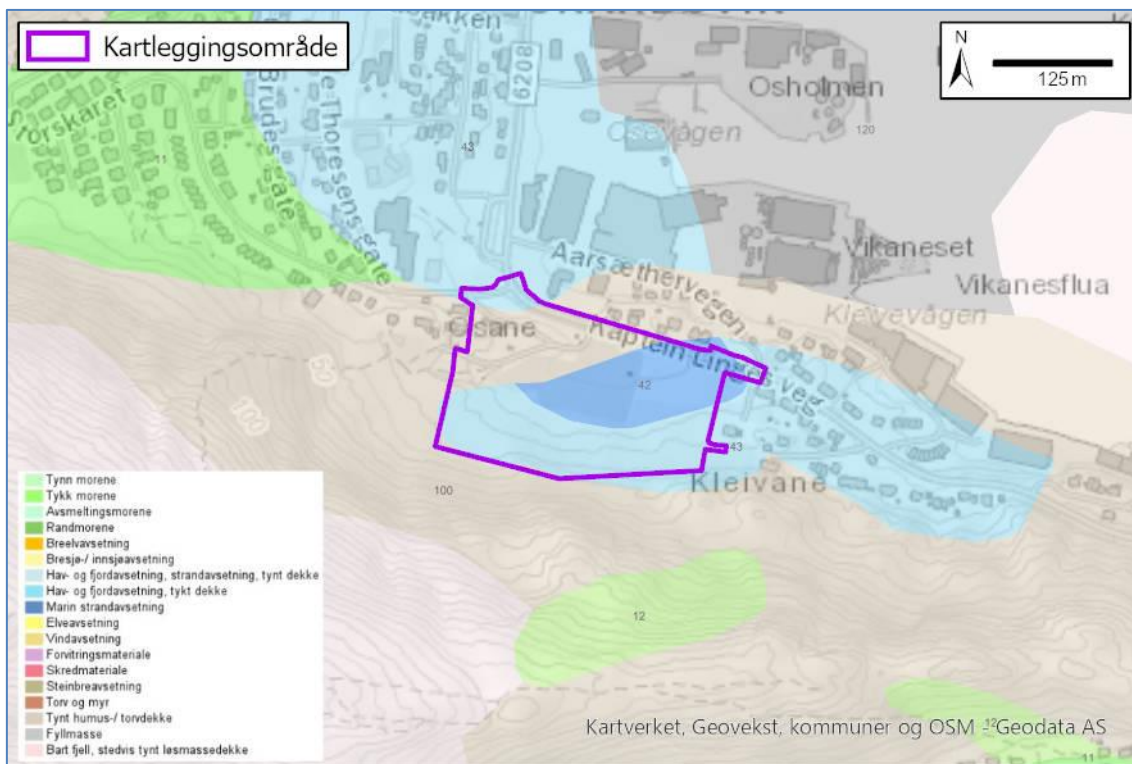 Kartleggingsområde
N
125 m
6208
Osholmen
Osevågen
120
Storskaret
11
Brudes gate
e Thoresens gate
43
Aarsæthervegen
Vikaneset
Vikanesflua
Klevevågen
Osane
Kaptein Linges veg
42
60
100
43
Kleivane
100
12
12
11
Tynn morene
Tykk morene
Avsmeltingsmorene
Randmorene
Breelvavsetning
Bresjø-/ innsjøavsetning
Hav- og fjordavsetning, strandavsetning, tynt dekke
Hav- og fjordavsetning, tykt dekke
Marin strandavsetning
Elveavsetning
Vindavsetning
Forvitringsmateriale
Skredmateriale
Steinbreavsetning
Torv og myr
Tynt humus-/ torvdekke
Fyllmasse
Bart fjell, stedvis tynt løsmassedekke
Kartverket, Geovekst, kommuner og OSM - Geodata AS